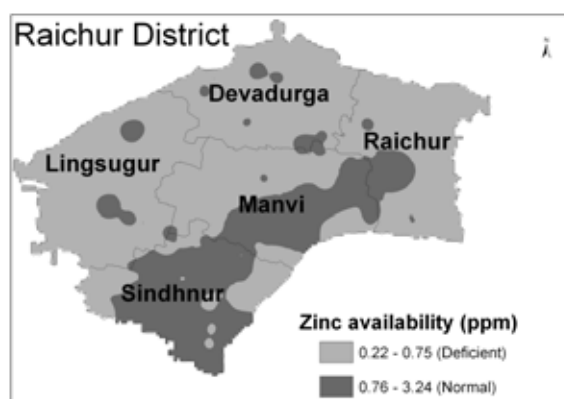 Raichur District
Devadurga
Raichur
Lingsugur
Manvi
Sindhnur
Zinc availability (ppm)
0.22 - 0.75 (Deficient)
0.76 - 3.24 (Normal)